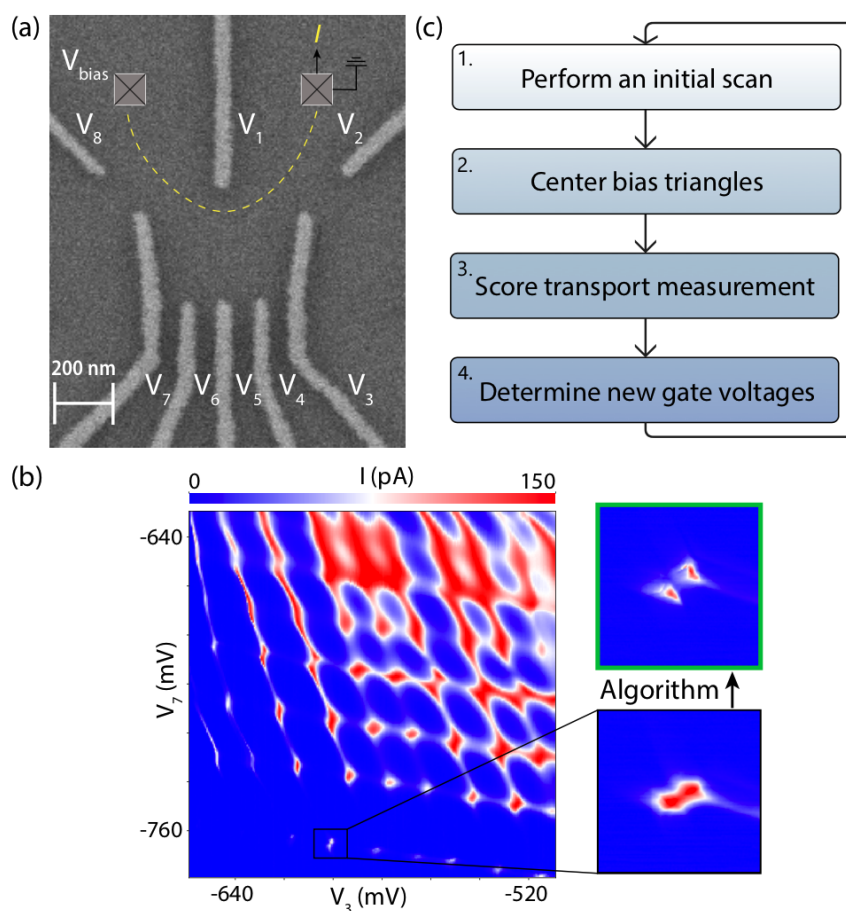 (a)
I
V_bias
V_8
V_1
V_2
200 nm
V_7
V_6
V_5
V_4
V_3
(c)
1.
Perform an initial scan
2.
Center bias triangles
3.
Score transport measurement
4.
Determine new gate voltages
(b)
0
I (pA)
150
-640
V_7 (mV)
-760
-640
V_3 (mV)
-520
Algorithm